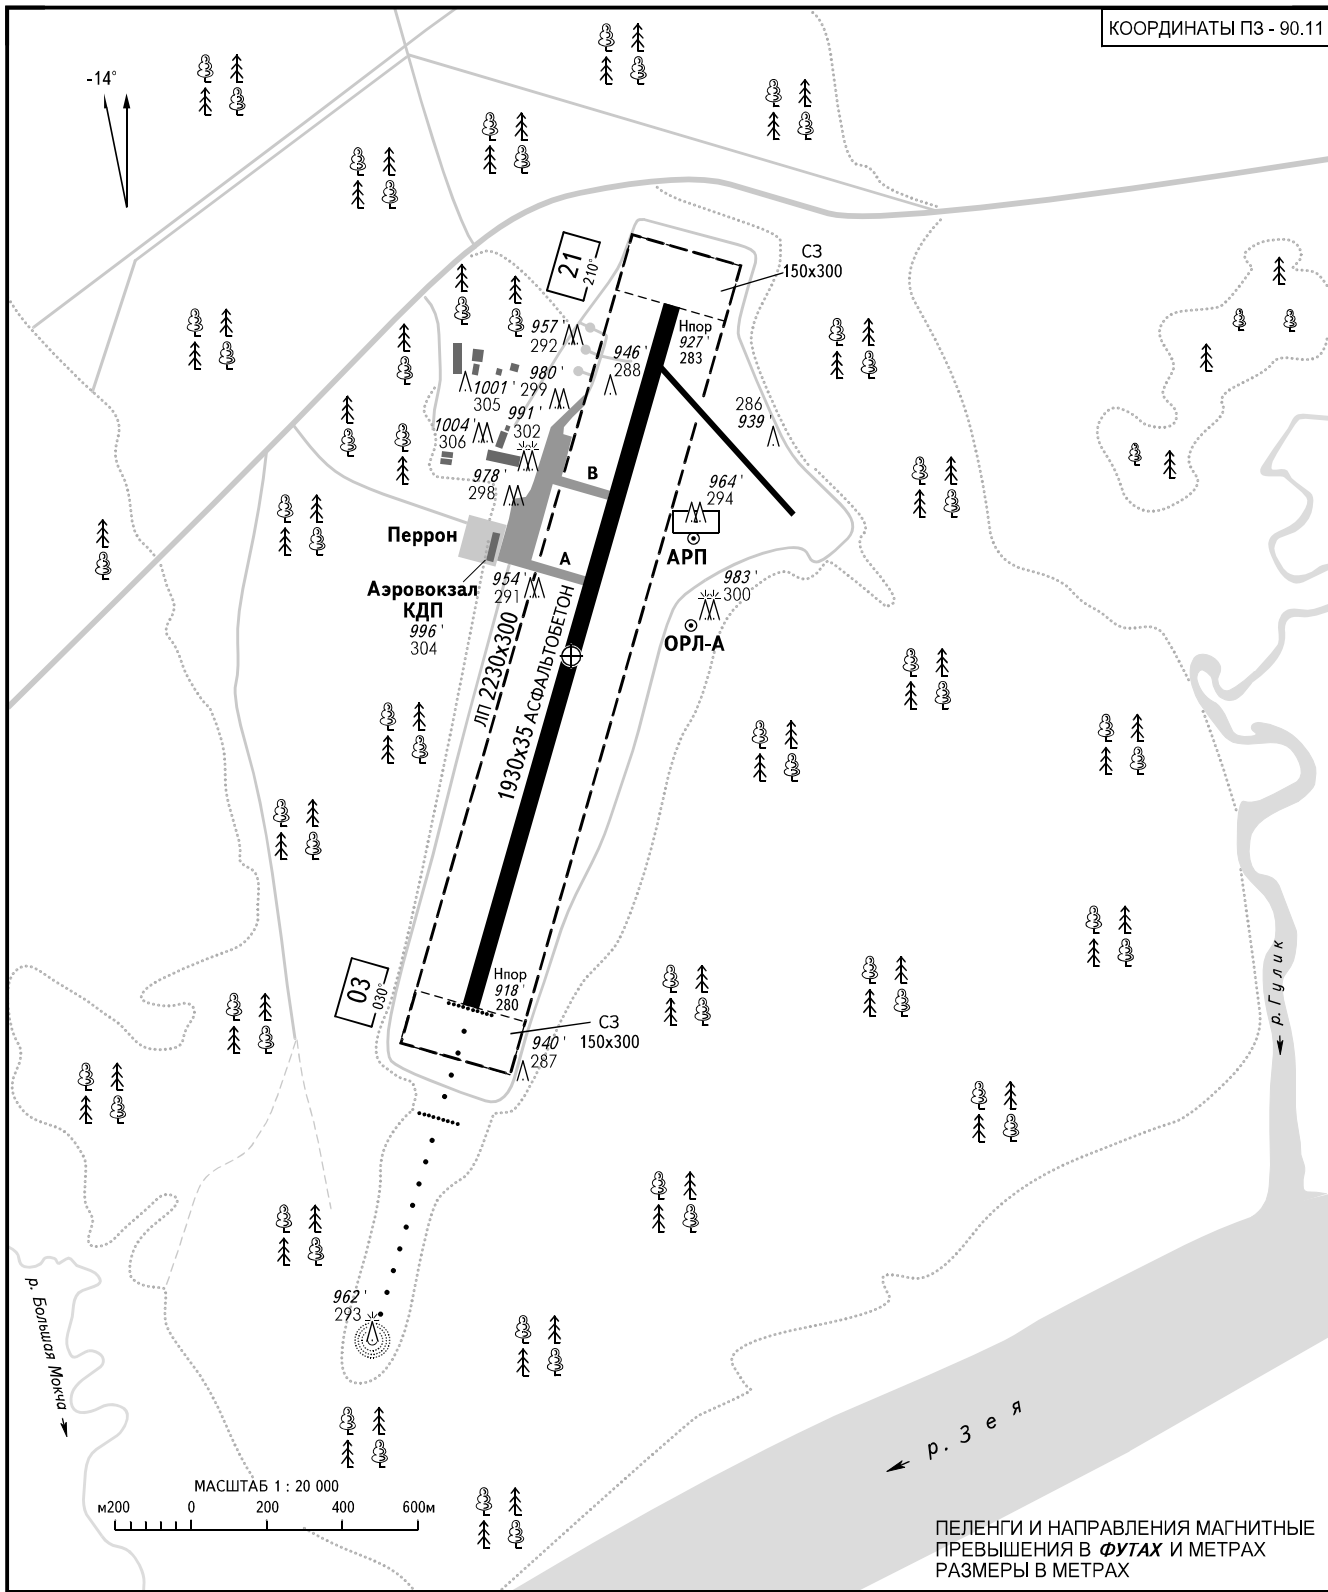 КООРДИНАТЫ ПЗ - 90.11
-14°
21
210°
СЗ
150x300
Нпор
927'
283
957'
292
946'
288
980'
299
1001'
305
991'
302
1004'
306
978'
298
286
939'
964'
294
B
A
Перрон
АРП
Аэровокзал
КДП
996'
304
954'
291
983'
300
ОРЛ-А
ЛП 2230x300
1930x35 АСФАЛЬТОБЕТОН
03
030°
Нпор
918'
280
СЗ
150x300
940'
287
р. Гулик
962'
293
р. Большая Мокча
р. Зея
МАСШТАБ 1 : 20 000
м200 0 200 400 600м
ПЕЛЕНГИ И НАПРАВЛЕНИЯ МАГНИТНЫЕ
ПРЕВЫШЕНИЯ В ФУТАХ И МЕТРАХ
РАЗМЕРЫ В МЕТРАХ